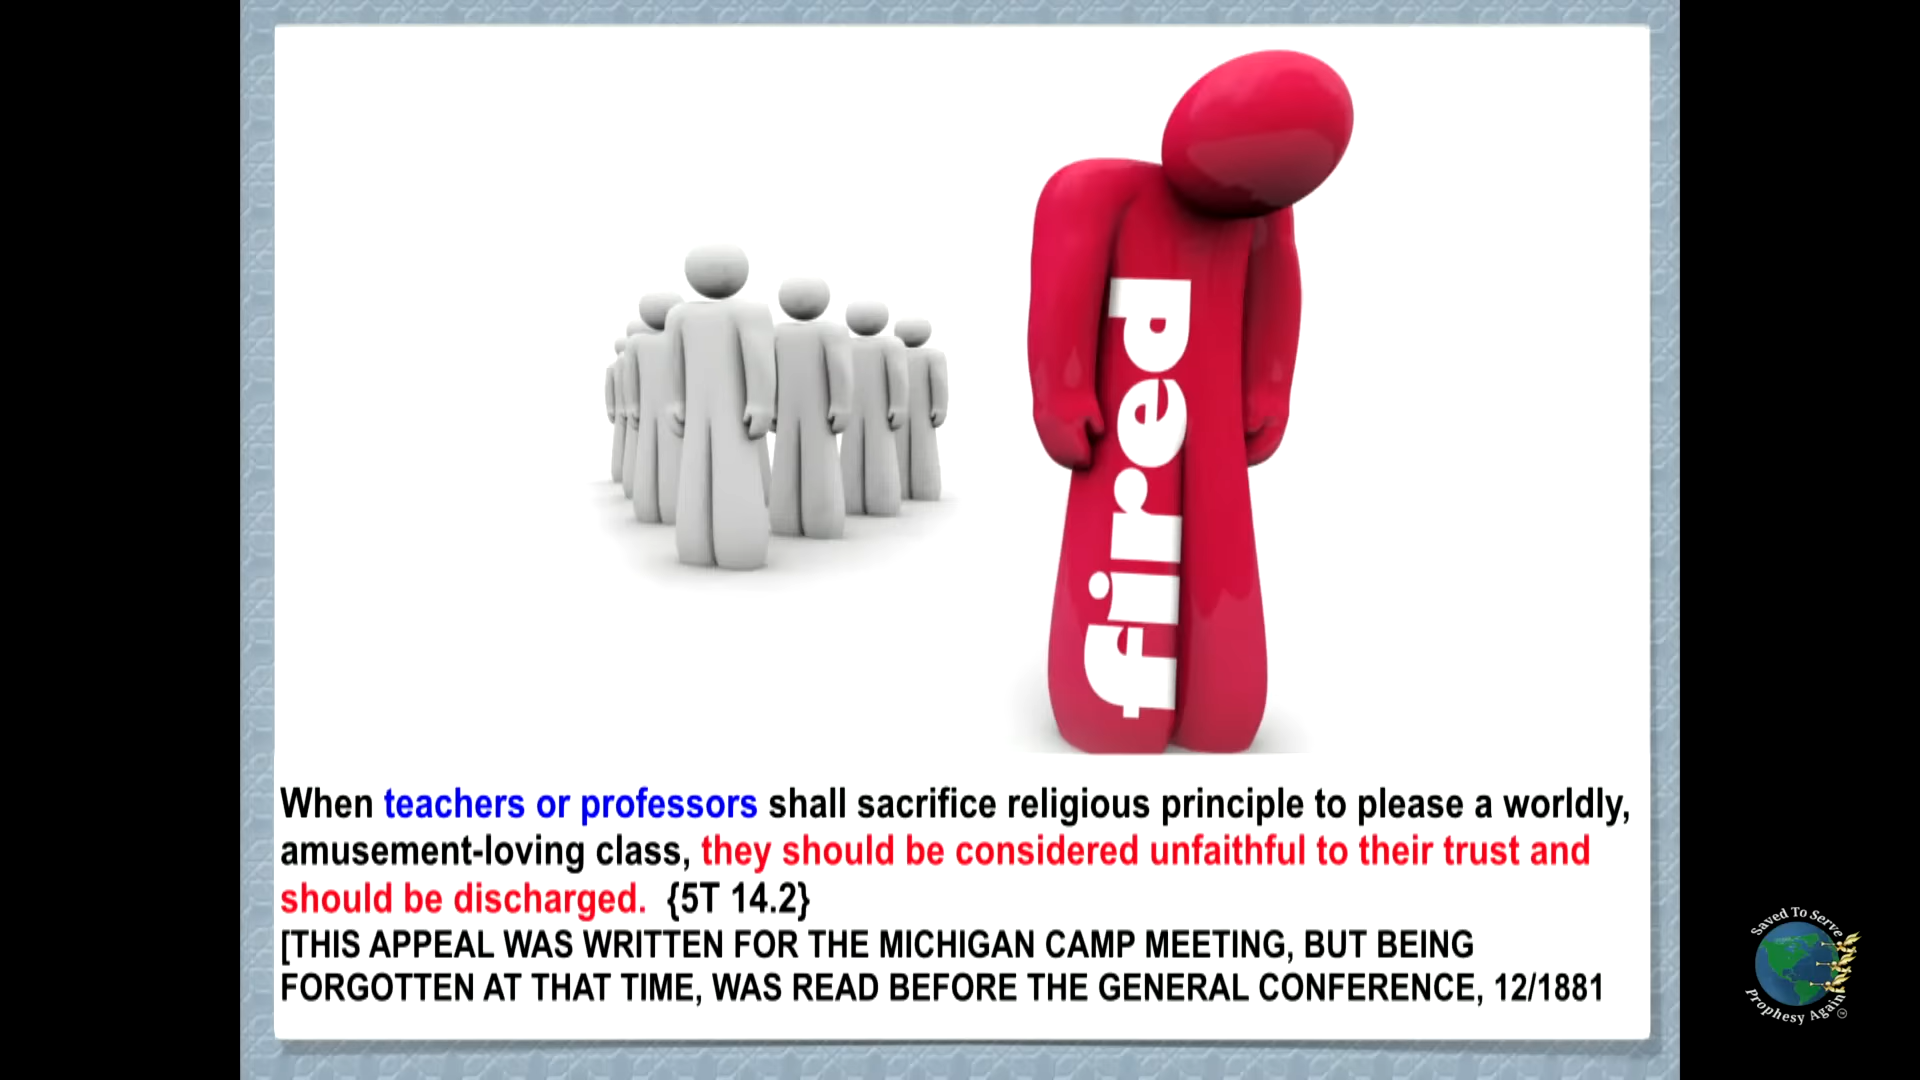 fired
When teachers or professors shall sacrifice religious principle to please a worldly,
amusement-loving class, they should be considered unfaithful to their trust and
should be discharged. {5T 14.2}
[THIS APPEAL WAS WRITTEN FOR THE MICHIGAN CAMP MEETING, BUT BEING
FORGOTTEN AT THAT TIME, WAS READ BEFORE THE GENERAL CONFERENCE, 12/1881
Saved To Serve
Prophesy Again